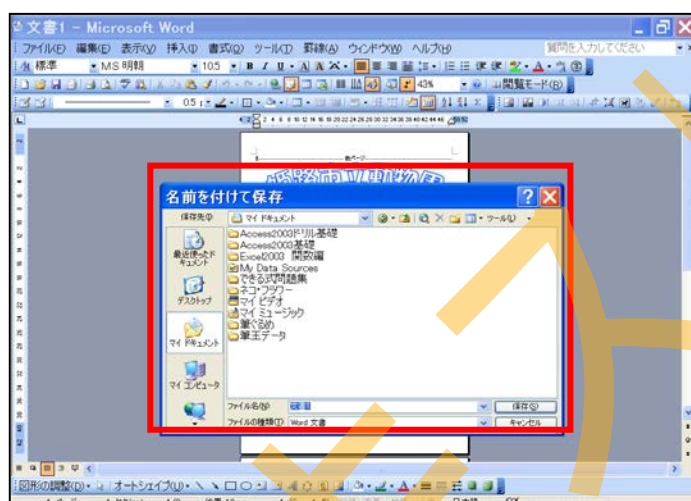 文書1 - Microsoft Word
ファイル(F) 編集(E) 表示(V) 挿入(I) 書式(O) ツール(T) 罫線(A) ウィンドウ(W) ヘルプ(H) 質問を入力してください
標準 MS 明朝 10.5 B I U
43% 閲覧モード(R)
0.5
名前を付けて保存
保存先(I): マイ ドキュメント ツール(L)
最近使ったドキュメント
デスクトップ
マイ ドキュメント
マイ コンピュータ
Access2003ドリル基礎
Access2003基礎
Excel2003 関数編
My Data Sources
できる式問題集
ネコ・フラワー
マイ ビデオ
マイ ミュージック
筆ぐるめ
筆王データ
ファイル名(N): 保存(S)
ファイルの種類(T): Word 文書 キャンセル
図形の調整(D) オートシェイプ(U)